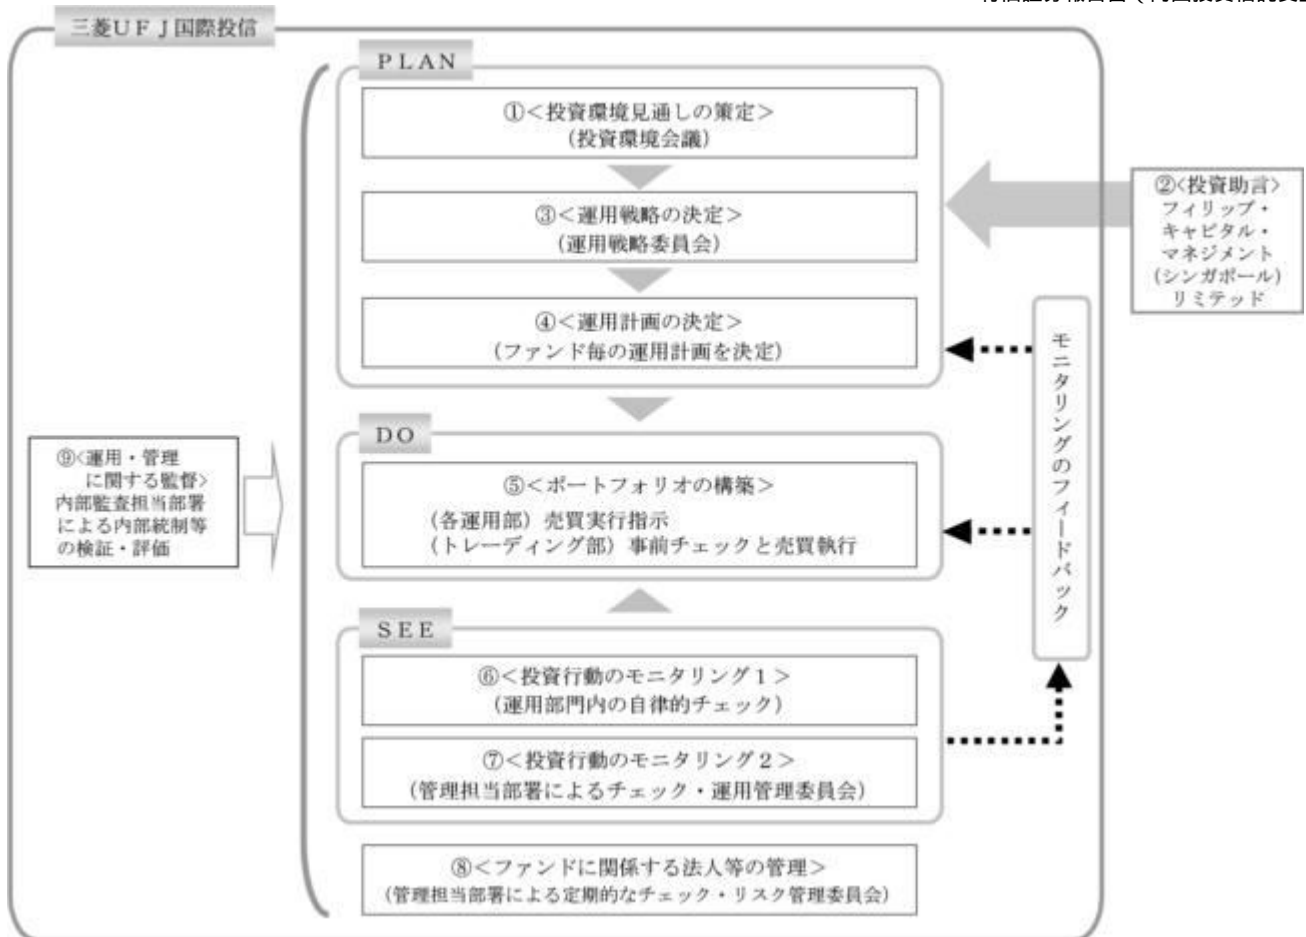 三菱UFJ国際投信
PLAN
①<投資環境見通しの策定>
(投資環境会議)
③<運用戦略の決定>
(運用戦略委員会)
④<運用計画の決定>
(ファンド毎の運用計画を決定)
②<投資助言>
フィリップ・
キャピタル・
マネジメント
(シンガポール)
リミテッド
モニタリングのフィードバック
DO
⑤<ポートフォリオの構築>
(各運用部)売買実行指示
(トレーディング部)事前チェックと売買執行
⑨<運用・管理
に関する監督>
内部監査担当部署
による内部統制等
の検証・評価
SEE
⑥<投資行動のモニタリング1>
(運用部門内の自律的チェック)
⑦<投資行動のモニタリング2>
(管理担当部署によるチェック・運用管理委員会)
⑧<ファンドに関係する法人等の管理>
(管理担当部署による定期的なチェック・リスク管理委員会)